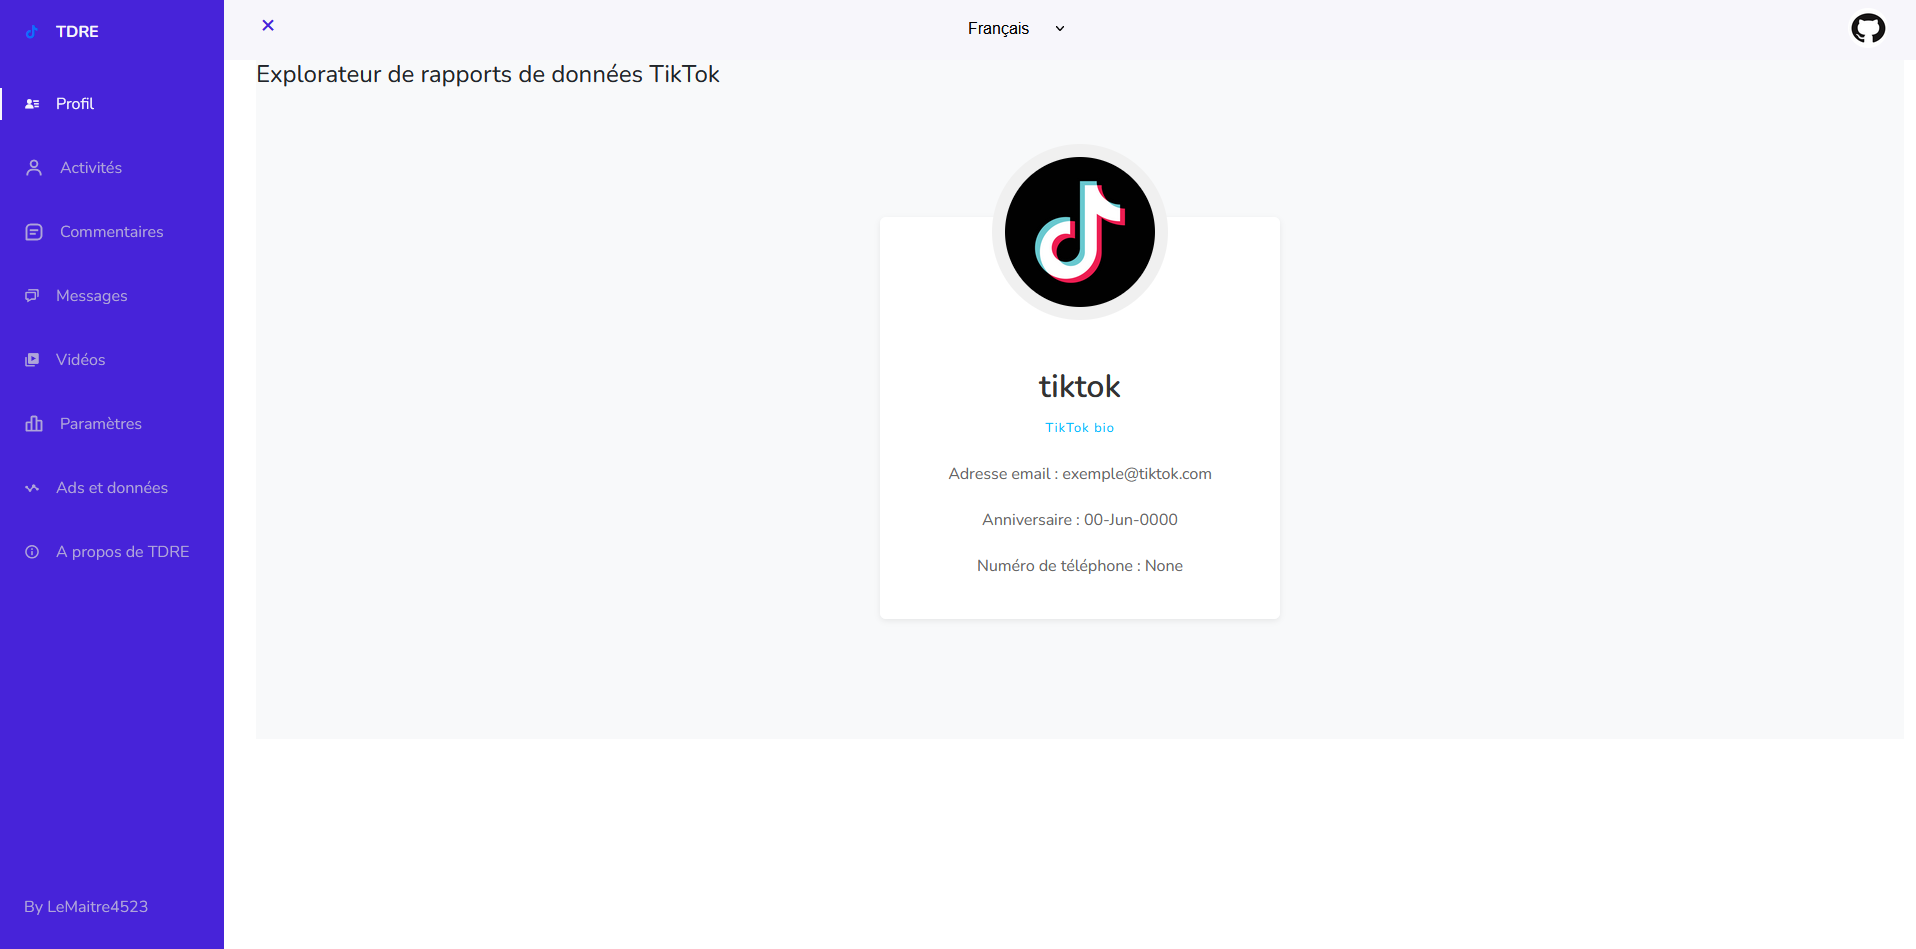 TDRE
Profil
Activités
Commentaires
Messages
Vidéos
Paramètres
Ads et données
A propos de TDRE
By LeMaitre4523
Français
Explorateur de rapports de données TikTok
tiktok
TikTok bio
Adresse email : exemple@tiktok.com
Anniversaire : 00-Jun-0000
Numéro de téléphone : None